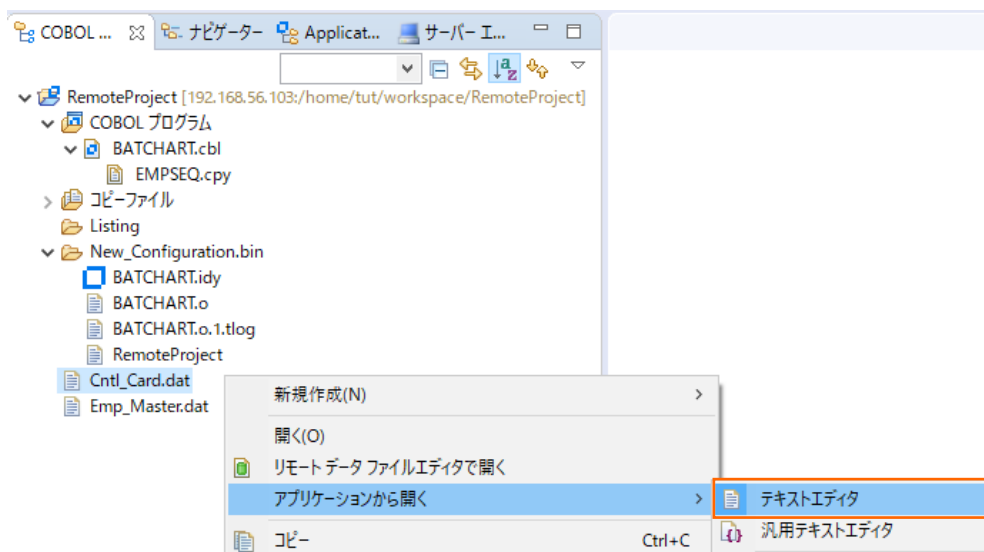 COBOL ... ナビゲーター Applicat... サーバー エ...
RemoteProject [192.168.56.103:/home/tut/workspace/RemoteProject]
COBOL プログラム
BATCHART.cbl
EMPSEQ.cpy
コピーファイル
Listing
New_Configuration.bin
BATCHART.idy
BATCHART.o
BATCHART.o.1.tlog
RemoteProject
Cntl_Card.dat
Emp_Master.dat
新規作成(N)
開く(O)
リモート データ ファイルエディタで開く
アプリケーションから開く
コピー Ctrl+C
テキストエディタ
汎用テキストエディタ